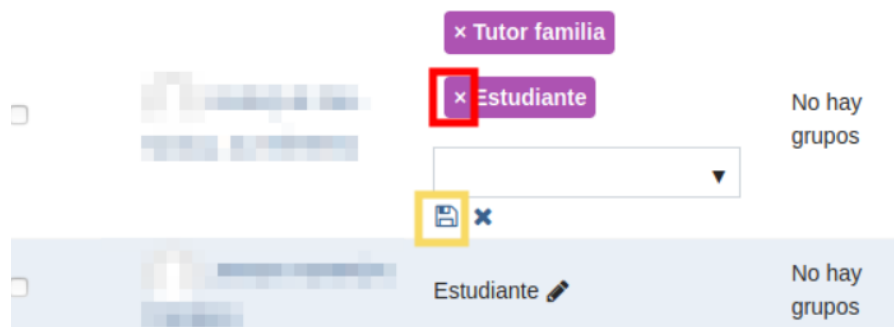 × Tutor familia
× Estudiante
No hay
grupos
Estudiante
No hay
grupos